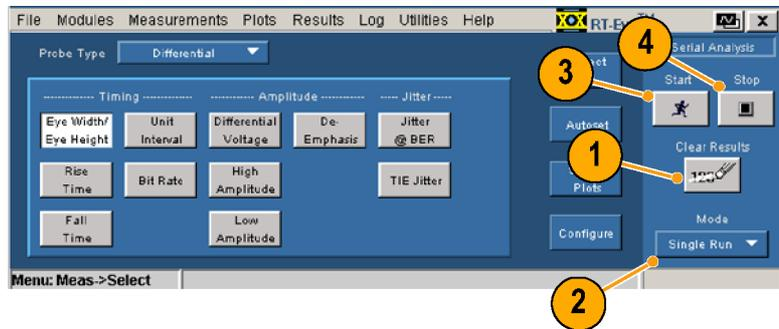 File Modules Measurements Plots Results Log Utilities Help RT-Ey TM X
Probe Type Differential
Serial Analysis
4
3
Start Stop
Timing Amplitude Jitter
Eye Width/
Eye Height
Unit
Interval
Differential
Voltage
De-
Emphasis
Jitter
@ BER
Autoset
1
Clear Results
Rise
Time
Bit Rate
High
Amplitude
TIE Jitter
Plots
123
Mode
Fall
Time
Low
Amplitude
Configure
Single Run
Menu: Meas->Select
2